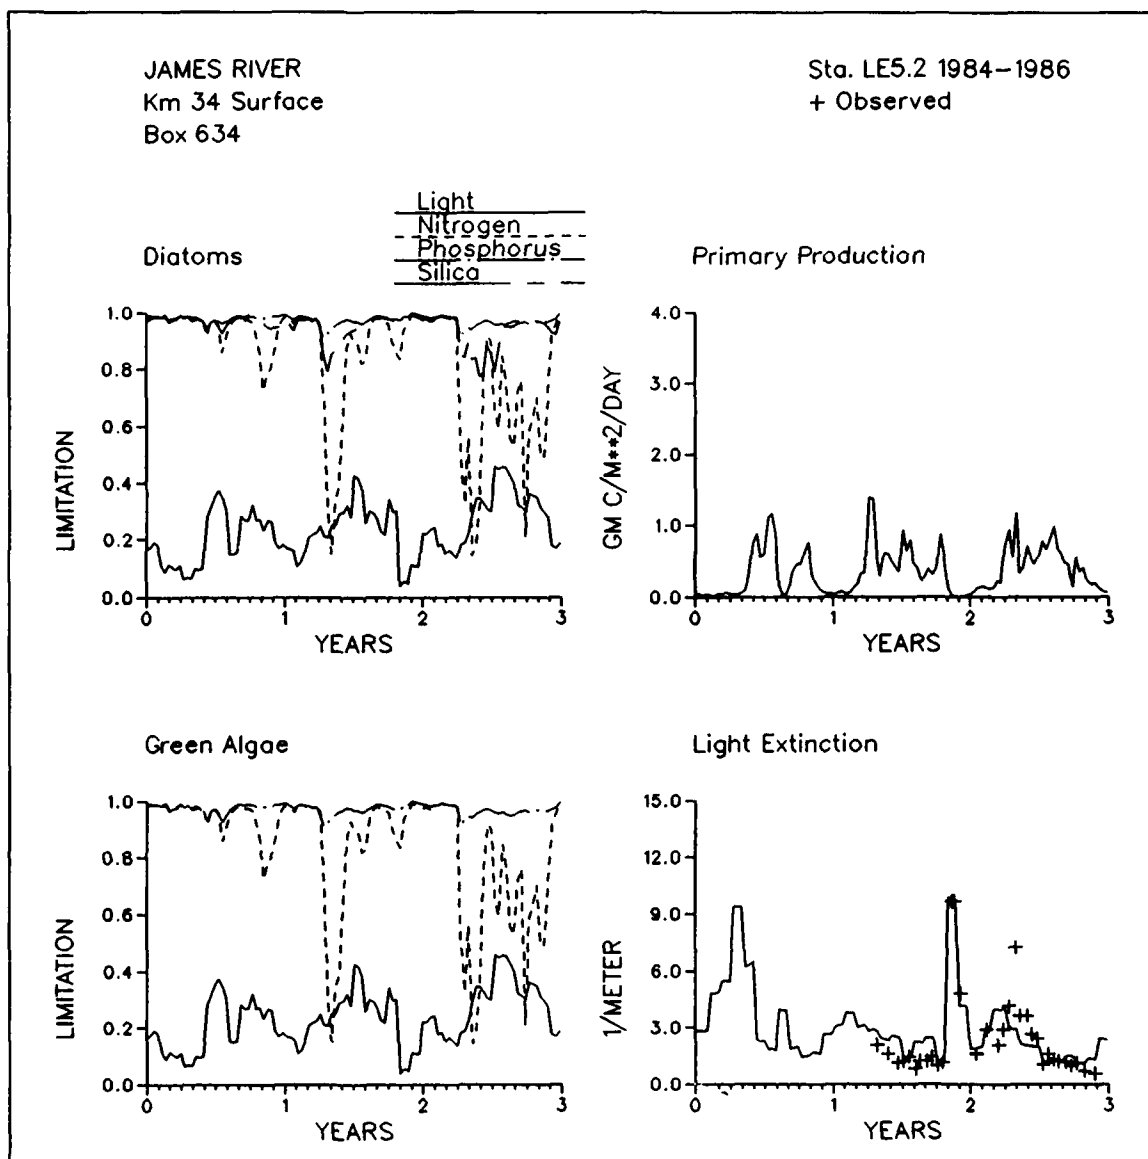 JAMES RIVER
Km 34 Surface
Box 634
Sta. LE5.2 1984-1986
+ Observed
Light
Nitrogen
Phosphorus
Silica
Diatoms
1.0
0.8
0.6
0.4
0.2
0.0
LIMITATION
0 1 2 3
YEARS
Primary Production
4.0
3.0
2.0
1.0
0.0
GM C/M**2/DAY
0 1 2 3
YEARS
Green Algae
1.0
0.8
0.6
0.4
0.2
0.0
LIMITATION
0 1 2 3
YEARS
Light Extinction
15.0
12.0
9.0
6.0
3.0
0.0
1/METER
0 1 2 3
YEARS